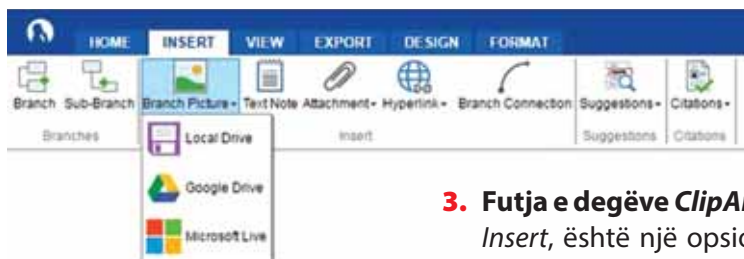 HOME INSERT VIEW EXPORT DESIGN FORMAT
Branch Sub-Branch Branch Picture Text Note Attachment Hyperlink Branch Connection Suggestions Citations
Branches Insert Suggestions Citations
Local Drive
Google Drive
Microsoft Live
3. Futja e degëve ClipA
Insert, është një opsio